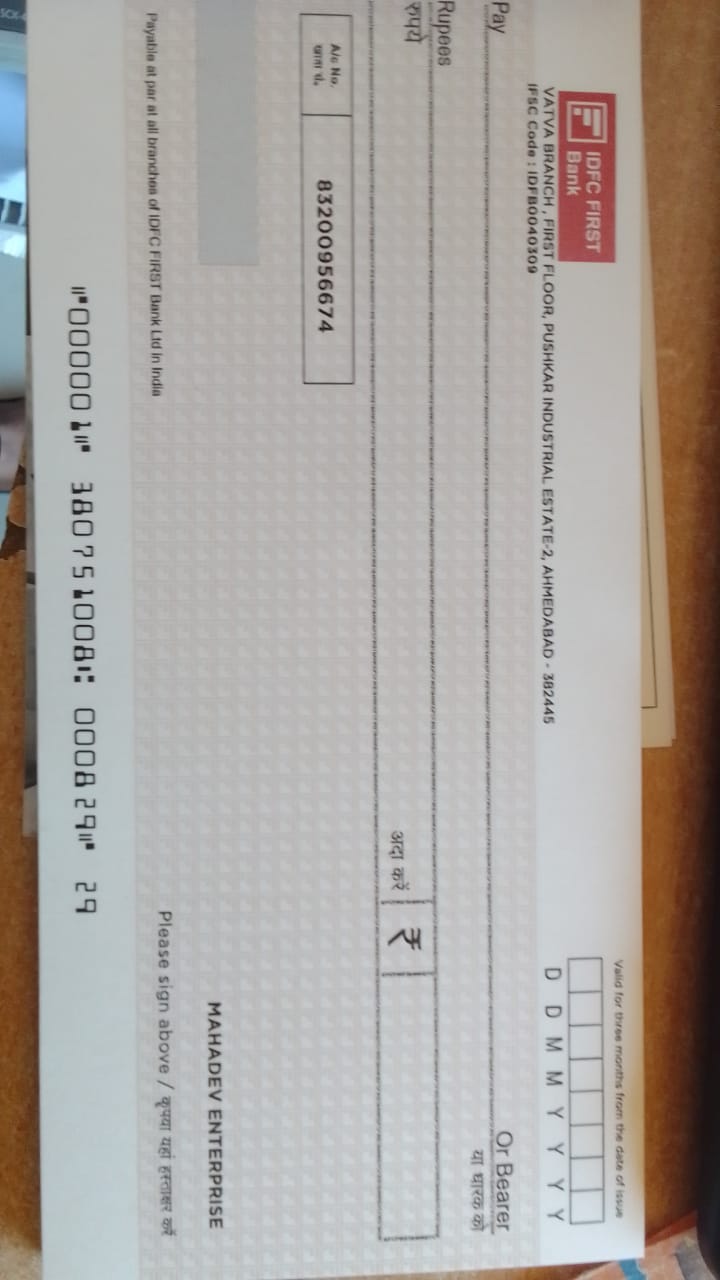 IDFC FIRST
Bank
Valid for three months from the date of issue
D D M M Y Y Y Y
VATVA BRANCH , FIRST FLOOR, PUSHKAR INDUSTRIAL ESTATE-2, AHMEDABAD - 382445
IFSC Code : IDFB0040309
Pay
Or Bearer
या धारक को
Rupees
रुपये
अदा करें ₹
A/c No.
खाता सं.
83200956674
MAHADEV ENTERPRISE
Please sign above / कृपया यहां हस्ताक्षर करें
Payable at par at all branches of IDFC FIRST Bank Ltd in India
⑈000001⑈ 380751008⑆ 000829⑈ 29